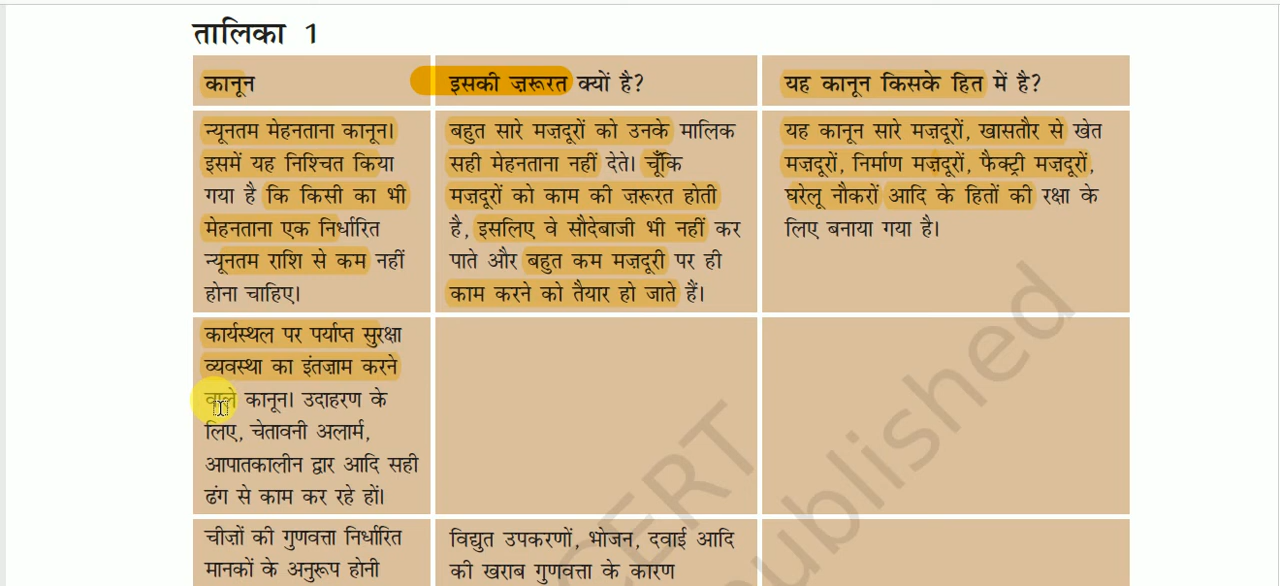 तालिका 1
कानून
इसकी ज़रूरत क्यों है?
यह कानून किसके हित में है?
न्यूनतम मेहनताना कानून।
इसमें यह निश्चित किया
गया है कि किसी का भी
मेहनताना एक निर्धारित
न्यूनतम राशि से कम नहीं
होना चाहिए।
बहुत सारे मज़दूरों को उनके मालिक
सही मेहनताना नहीं देते। चूँकि
मज़दूरों को काम की ज़रूरत होती
है, इसलिए वे सौदेबाजी भी नहीं कर
पाते और बहुत कम मज़दूरी पर ही
काम करने को तैयार हो जाते हैं।
यह कानून सारे मज़दूरों, खासतौर से खेत
मज़दूरों, निर्माण मज़दूरों, फैक्ट्री मज़दूरों,
घरेलू नौकरों आदि के हितों की रक्षा के
लिए बनाया गया है।
कार्यस्थल पर पर्याप्त सुरक्षा
व्यवस्था का इंतज़ाम करने
वाले कानून। उदाहरण के
लिए, चेतावनी अलार्म,
आपातकालीन द्वार आदि सही
ढंग से काम कर रहे हों।
चीज़ों की गुणवत्ता निर्धारित
मानकों के अनुरूप होनी
विद्युत उपकरणों, भोजन, दवाई आदि
की खराब गुणवत्ता के कारण
CERT
published